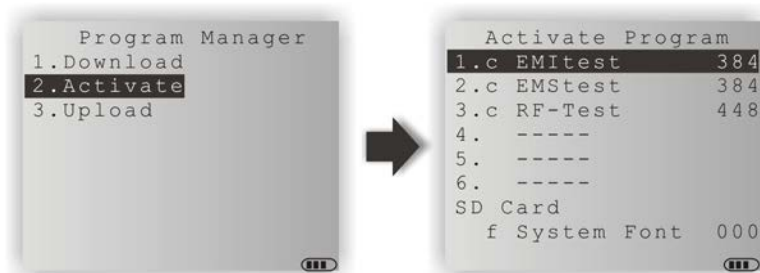 Program Manager
1.Download
2.Activate
3.Upload
Activate Program
1.c EMItest 384
2.c EMStest 384
3.c RF-Test 448
4. -----
5. -----
6. -----
SD Card
f System Font 000